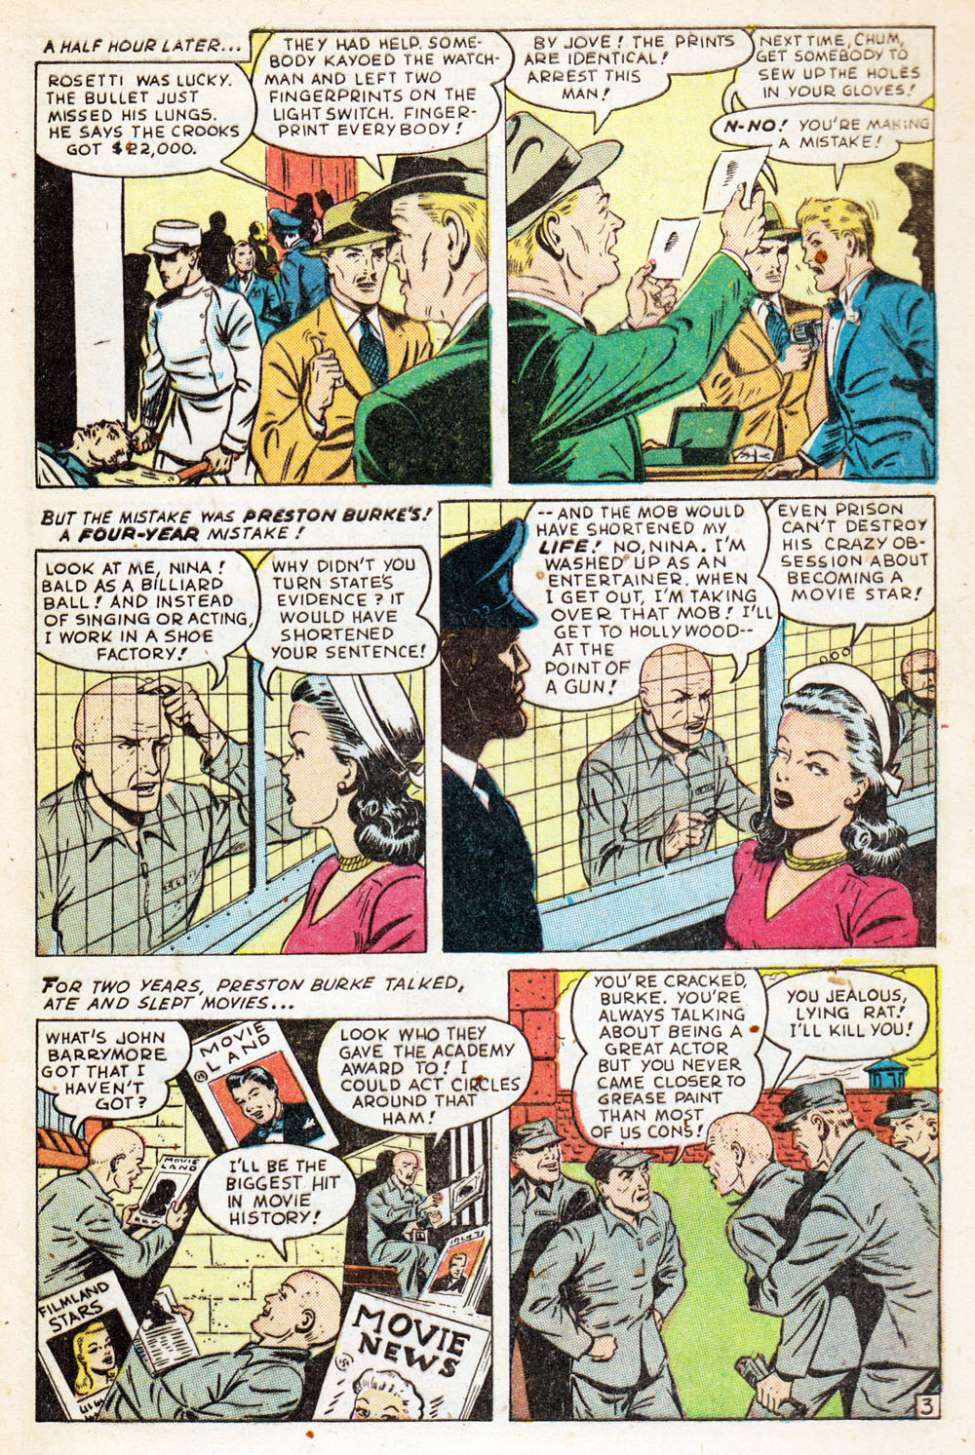 A HALF HOUR LATER...
ROSETTI WAS LUCKY.
THE BULLET JUST
MISSED HIS LUNGS.
HE SAYS THE CROOKS
GOT $22,000.
THEY HAD HELP. SOME-
BODY KAYOED THE WATCH-
MAN AND LEFT TWO
FINGERPRINTS ON THE
LIGHT SWITCH. FINGER-
PRINT EVERYBODY!
BY JOVE! THE PRINTS
ARE IDENTICAL!
ARREST THIS
MAN!
NEXT TIME, CHUM,
GET SOMEBODY TO
SEW UP THE HOLES
IN YOUR GLOVES!
N-NO! YOU'RE MAKING
A MISTAKE!
BUT THE MISTAKE WAS PRESTON BURKE'S!
A FOUR-YEAR MISTAKE!
LOOK AT ME, NINA!
BALD AS A BILLIARD
BALL! AND INSTEAD
OF SINGING OR ACTING,
I WORK IN A SHOE
FACTORY!
WHY DIDN'T YOU
TURN STATE'S
EVIDENCE? IT
WOULD HAVE
SHORTENED
YOUR SENTENCE!
-- AND THE MOB WOULD
HAVE SHORTENED MY
LIFE! NO, NINA. I'M
WASHED UP AS AN
ENTERTAINER. WHEN
I GET OUT, I'M TAKING
OVER THAT MOB! I'LL
GET TO HOLLYWOOD--
AT THE
POINT OF
A GUN!
EVEN PRISON
CAN'T DESTROY
HIS CRAZY OB-
SESSION ABOUT
BECOMING A
MOVIE STAR!
FOR TWO YEARS, PRESTON BURKE TALKED,
ATE AND SLEPT MOVIES...
WHAT'S JOHN
BARRYMORE
GOT THAT I
HAVEN'T
GOT?
MOVIE
LAND
LOOK WHO THEY
GAVE THE ACADEMY
AWARD TO! I
COULD ACT CIRCLES
AROUND THAT
HAM!
MOVIE
LAND
I'LL BE THE
BIGGEST HIT
IN MOVIE
HISTORY!
FILMLAND
STARS
MOVIE
NEWS
YOU'RE CRACKED,
BURKE. YOU'RE
ALWAYS TALKING
ABOUT BEING A
GREAT ACTOR
BUT YOU NEVER
CAME CLOSER TO
GREASE PAINT
THAN MOST
OF US CONS!
YOU JEALOUS,
LYING RAT!
I'LL KILL YOU!
3